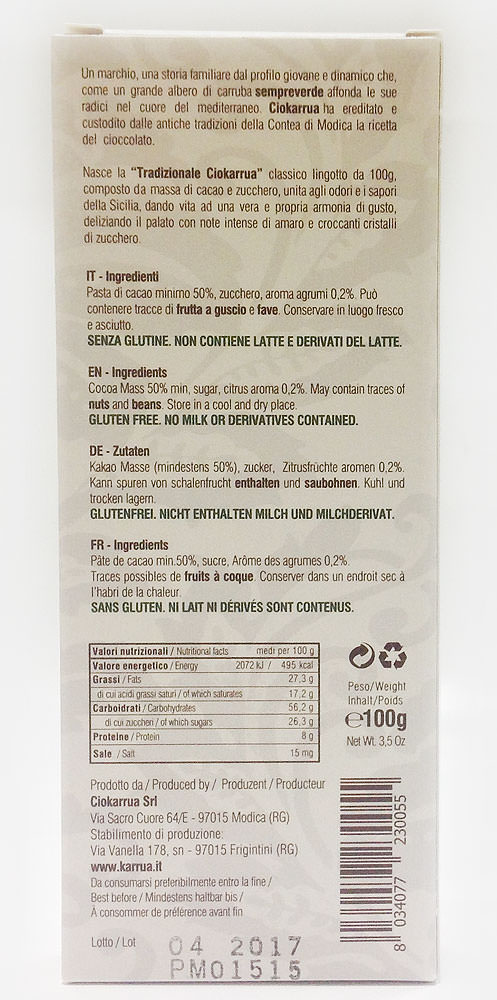 Un marchio, una storia familiare dal profilo giovane e dinamico che,
come un grande albero di carruba sempreverde affonda le sue
radici nel cuore del mediterraneo. Ciokarrua ha ereditato e
custodito dalle antiche tradizioni della Contea di Modica la ricetta
del cioccolato.
Nasce la "Tradizionale Ciokarrua" classico lingotto da 100g,
composto da massa di cacao e zucchero, unita agli odori e i sapori
della Sicilia, dando vita ad una vera e propria armonia di gusto,
deliziando il palato con note intense di amaro e croccanti cristalli
di zucchero.
IT - Ingredienti
Pasta di cacao minimo 50%, zucchero, aroma agrumi 0,2%. Può
contenere tracce di frutta a guscio e fave. Conservare in luogo fresco
e asciutto.
SENZA GLUTINE. NON CONTIENE LATTE E DERIVATI DEL LATTE.
EN - Ingredients
Cocoa Mass 50% min, sugar, citrus aroma 0,2%. May contain traces of
nuts and beans. Store in a cool and dry place.
GLUTEN FREE. NO MILK OR DERIVATIVES CONTAINED.
DE - Zutaten
Kakao Masse (mindestens 50%), zucker, Zitrusfrüchte aromen 0,2%.
Kann spuren von schalenfrucht enthalten und saubohnen. Kuhl und
trocken lagern.
GLUTENFREI. NICHT ENTHALTEN MILCH UND MILCHDERIVAT.
FR - Ingredients
Pâte de cacao min.50%, sucre, Arôme des agrumes 0,2%.
Traces possibles de fruits à coque. Conserver dans un endroit sec à
l'habri de la chaleur.
SANS GLUTEN. NI LAIT NI DÉRIVÉS SONT CONTENUS.
Valori nutrizionali / Nutritional facts medi per 100 g
Valore energetico / Energy 2072 kJ / 495 kcal
Grassi / Fats 27,3 g
di cui acidi grassi saturi / of which saturates 17,2 g
Carboidrati / Carbohydrates 56,2 g
di cui zuccheri / of which sugars 26,3 g
Proteine / Protein 8 g
Sale / Salt 15 mg
Peso/Weight
Inhalt/Poids
℮100g
Net Wt. 3,5 Oz
Prodotto da / Produced by / Produzent / Producteur
Ciokarrua Srl
Via Sacro Cuore 64/E - 97015 Modica (RG)
Stabilimento di produzione:
Via Vanella 178, sn - 97015 Frigintini (RG)
www.karrua.it
Da consumarsi preferibilmente entro la fine /
Best before / Mindestens haltbar bis /
À consommer de préférence avant fin
Lotto / Lot
04 2017
PM01515
8 034077 230055